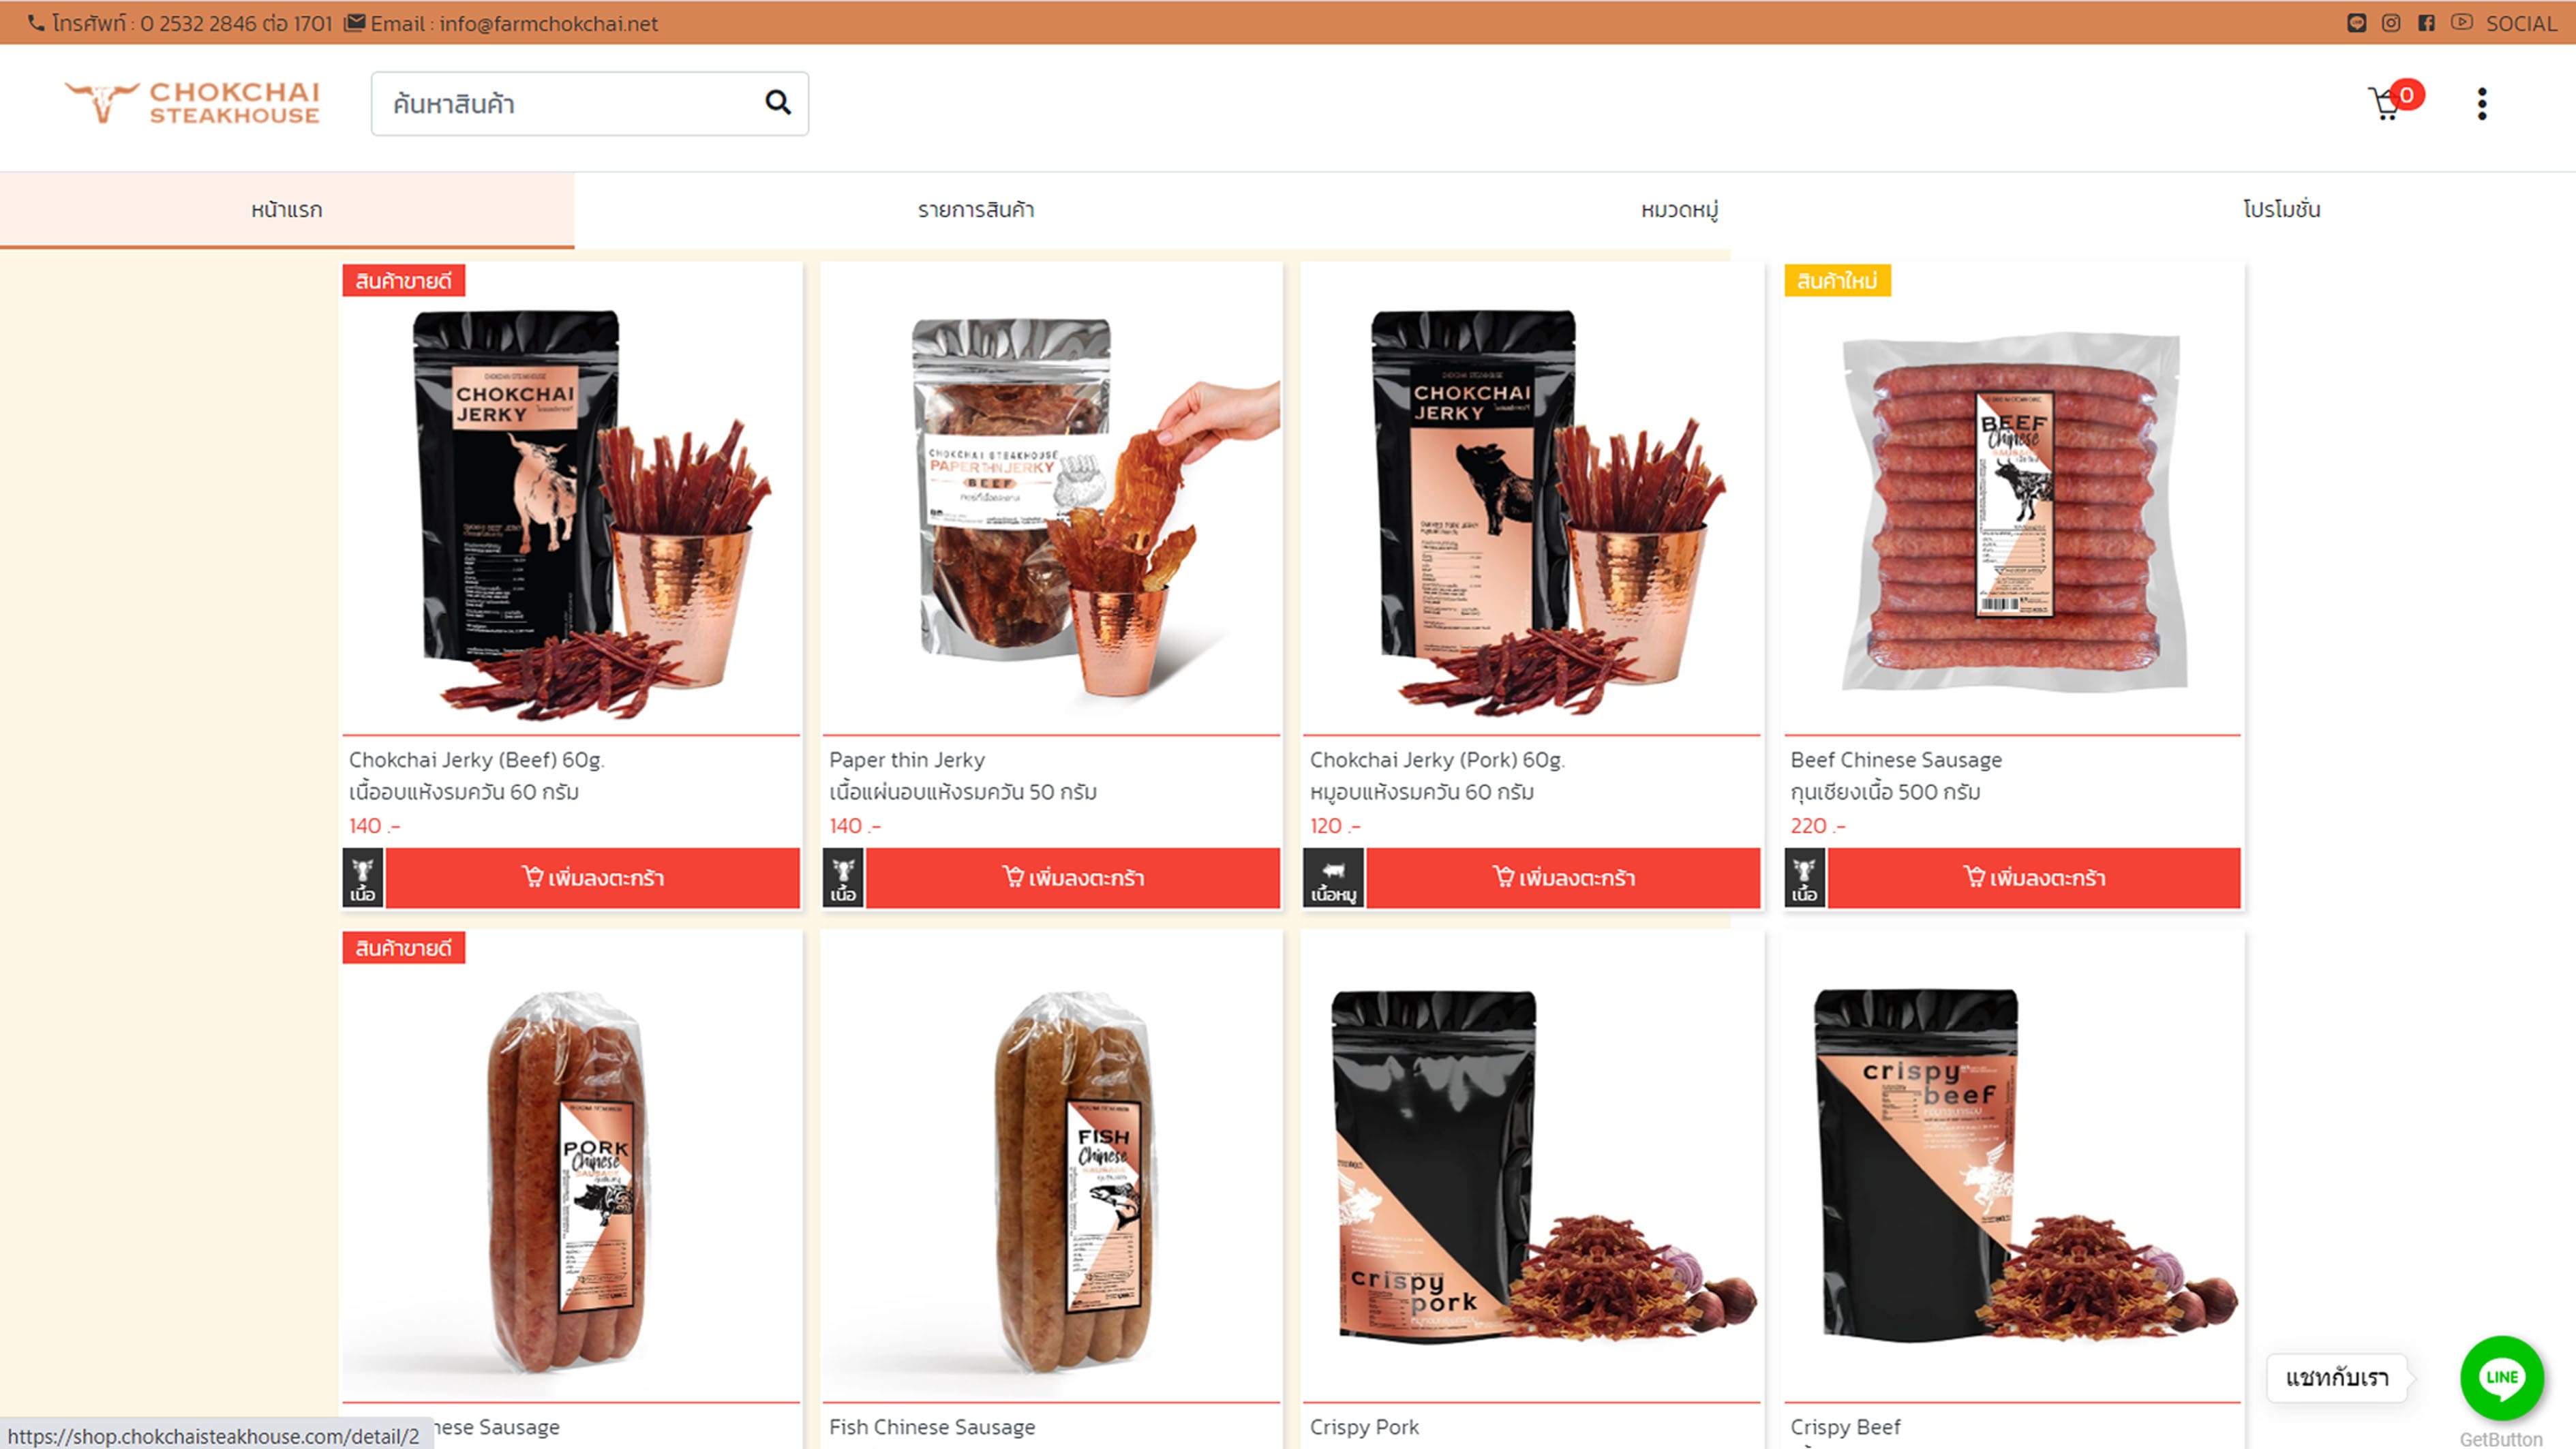 โทรศัพท์ : 0 2532 2846 ต่อ 1701 Email : info@farmchokchai.net SOCIAL
CHOKCHAI
STEAKHOUSE
ค้นหาสินค้า
0
หน้าแรก รายการสินค้า หมวดหมู่ โปรโมชั่น
สินค้าขายดี
CHOKCHAI STEAKHOUSE
CHOKCHAI
JERKY
Chokchai Jerky (Beef) 60g.
เนื้ออบแห้งรมควัน 60 กรัม
140 .-
เนื้อ
เพิ่มลงตะกร้า
CHOKCHAI STEAKHOUSE
PAPER THIN JERKY
BEEF
Paper thin Jerky
เนื้อแผ่นอบแห้งรมควัน 50 กรัม
140 .-
เนื้อ
เพิ่มลงตะกร้า
CHOKCHAI STEAKHOUSE
CHOKCHAI
JERKY
Chokchai Jerky (Pork) 60g.
หมูอบแห้งรมควัน 60 กรัม
120 .-
เนื้อหมู
เพิ่มลงตะกร้า
สินค้าใหม่
BEEF
Chinese
SAUSAGE
Beef Chinese Sausage
กุนเชียงเนื้อ 500 กรัม
220 .-
เนื้อ
เพิ่มลงตะกร้า
สินค้าขายดี
PORK
Chinese
SAUSAGE
nese Sausage
FISH
Chinese
Fish Chinese Sausage
crispy
pork
Crispy Pork
crispy
beef
Crispy Beef
แชทกับเรา
LINE
GetButton
https://shop.chokchaisteakhouse.com/detail/2